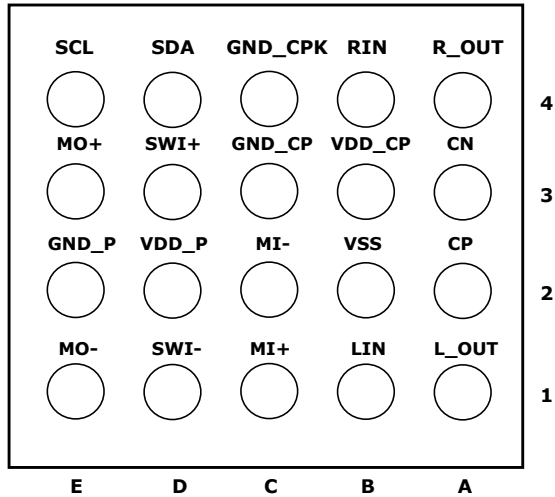 SCL SDA GND_CPK RIN R_OUT
4
MO+ SWI+ GND_CP VDD_CP CN
3
GND_P VDD_P MI- VSS CP
2
MO- SWI- MI+ LIN L_OUT
1
E D C B A